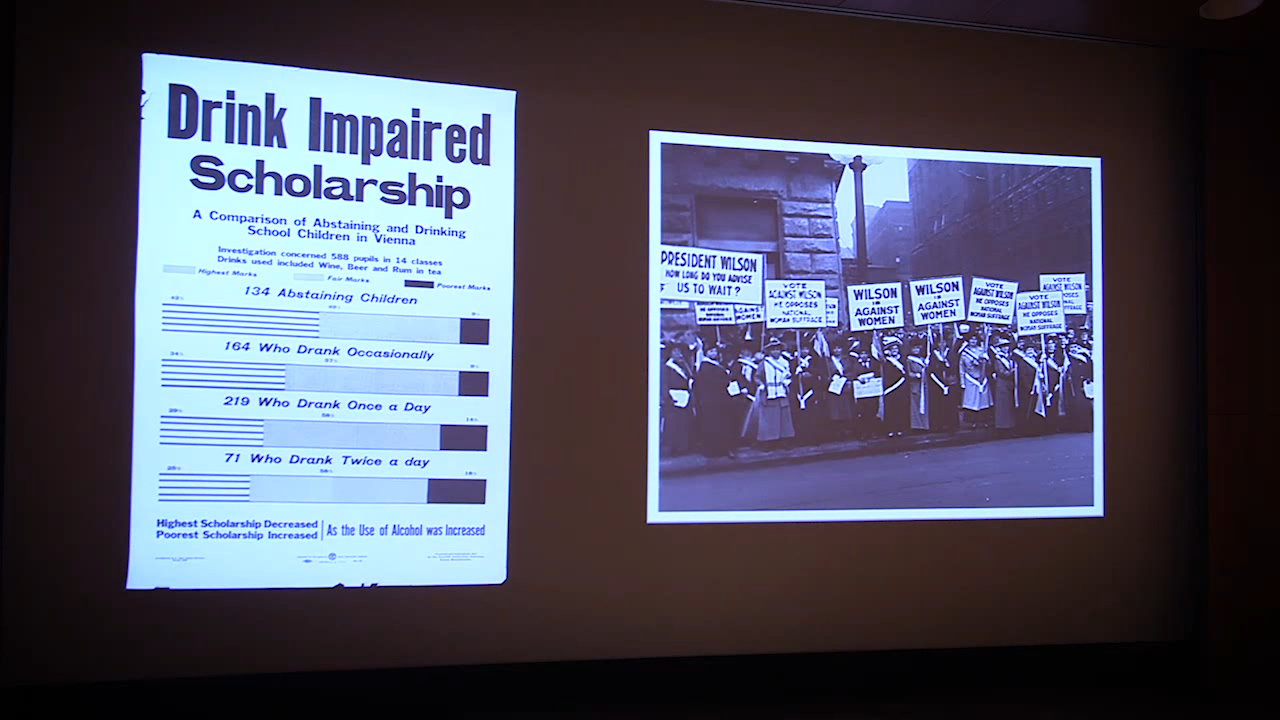 Drink Impaired
Scholarship
A Comparison of Abstaining and Drinking
School Children in Vienna
Investigation concerned 588 pupils in 14 classes
Drinks used included Wine, Beer and Rum in tea
Highest Marks
Fair Marks
Poorest Marks
134 Abstaining Children
164 Who Drank Occasionally
219 Who Drank Once a Day
71 Who Drank Twice a day
Highest Scholarship Decreased
Poorest Scholarship Increased
As the Use of Alcohol was Increased
PRESIDENT WILSON
HOW LONG DO YOU ADVISE
US TO WAIT?
VOTE
AGAINST WILSON
HE OPPOSES
NATIONAL
WOMAN SUFFRAGE
WILSON
IS
AGAINST
WOMEN
WILSON
IS
AGAINST
WOMEN
VOTE
AGAINST WILSON
HE OPPOSES
NATIONAL
WOMAN SUFFRAGE
VOTE
AGAINST WILSON
HE OPPOSES
NATIONAL
WOMAN SUFFRAGE
VOTE
AGAINST WILSON